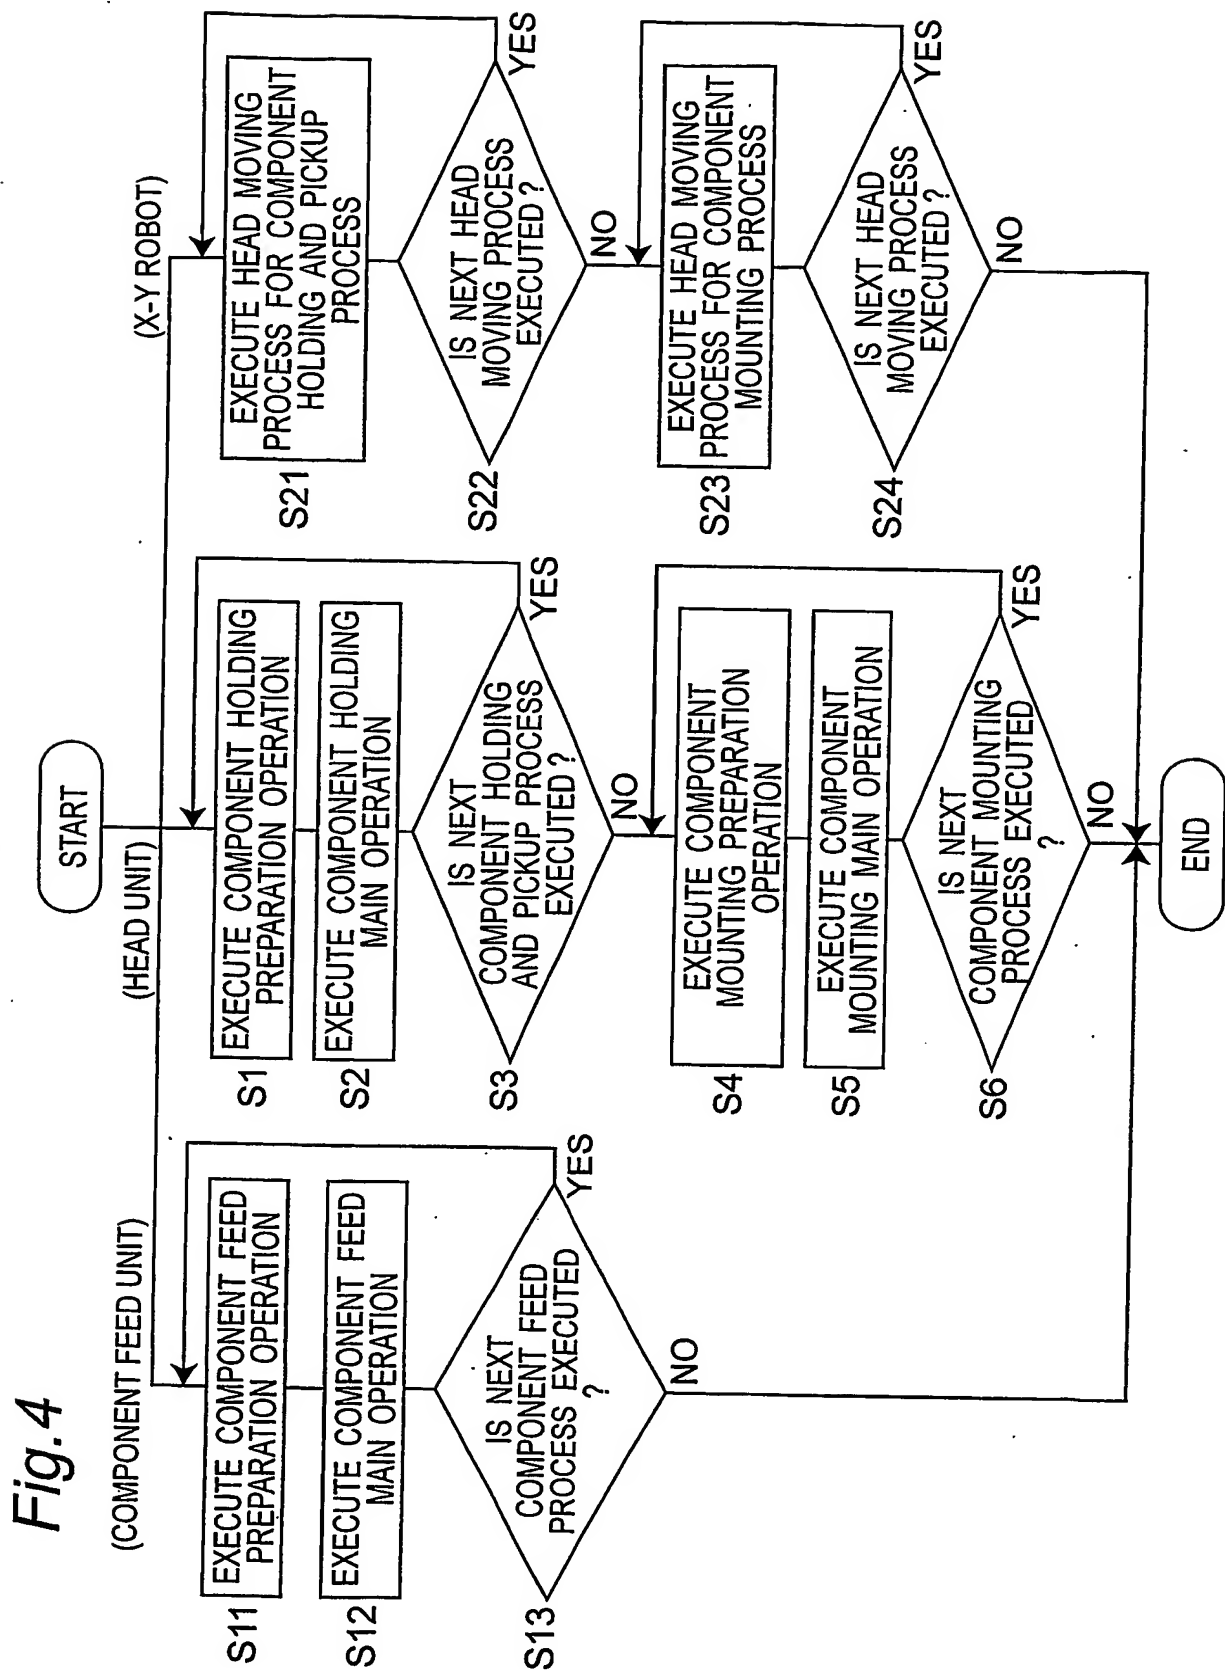 Fig.4
START
(COMPONENT FEED UNIT)
(HEAD UNIT)
(X-Y ROBOT)
S11
EXECUTE COMPONENT FEED
PREPARATION OPERATION
S12
EXECUTE COMPONENT FEED
MAIN OPERATION
S13
IS NEXT
COMPONENT FEED
PROCESS EXECUTED
?
YES
NO
S1
EXECUTE COMPONENT HOLDING
PREPARATION OPERATION
S2
EXECUTE COMPONENT HOLDING
MAIN OPERATION
S3
IS NEXT
COMPONENT HOLDING
AND PICKUP PROCESS
EXECUTED?
YES
NO
S4
EXECUTE COMPONENT
MOUNTING PREPARATION
OPERATION
S5
EXECUTE COMPONENT
MOUNTING MAIN OPERATION
S6
IS NEXT
COMPONENT MOUNTING
PROCESS EXECUTED
?
YES
NO
S21
EXECUTE HEAD MOVING
PROCESS FOR COMPONENT
HOLDING AND PICKUP
PROCESS
S22
IS NEXT HEAD
MOVING PROCESS
EXECUTED?
YES
NO
S23
EXECUTE HEAD MOVING
PROCESS FOR COMPONENT
MOUNTING PROCESS
S24
IS NEXT HEAD
MOVING PROCESS
EXECUTED?
YES
NO
END